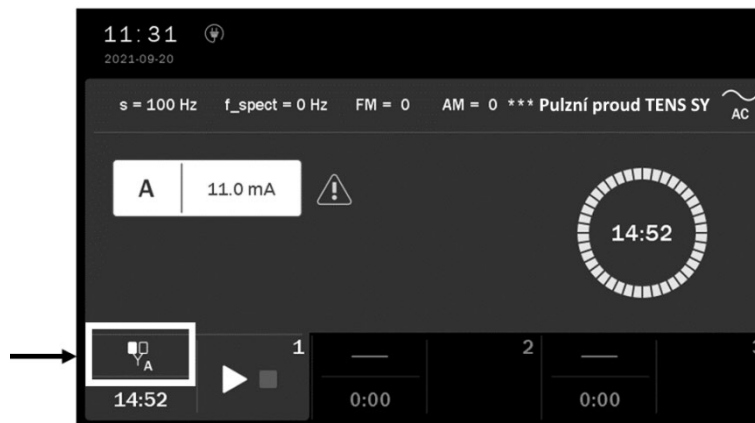 11:31
2021-09-20
s = 100 Hz f_spect = 0 Hz FM = 0 AM = 0 *** Pulzní proud TENS SY AC
A 11.0 mA
14:52
A
1
2
14:52
0:00
0:00